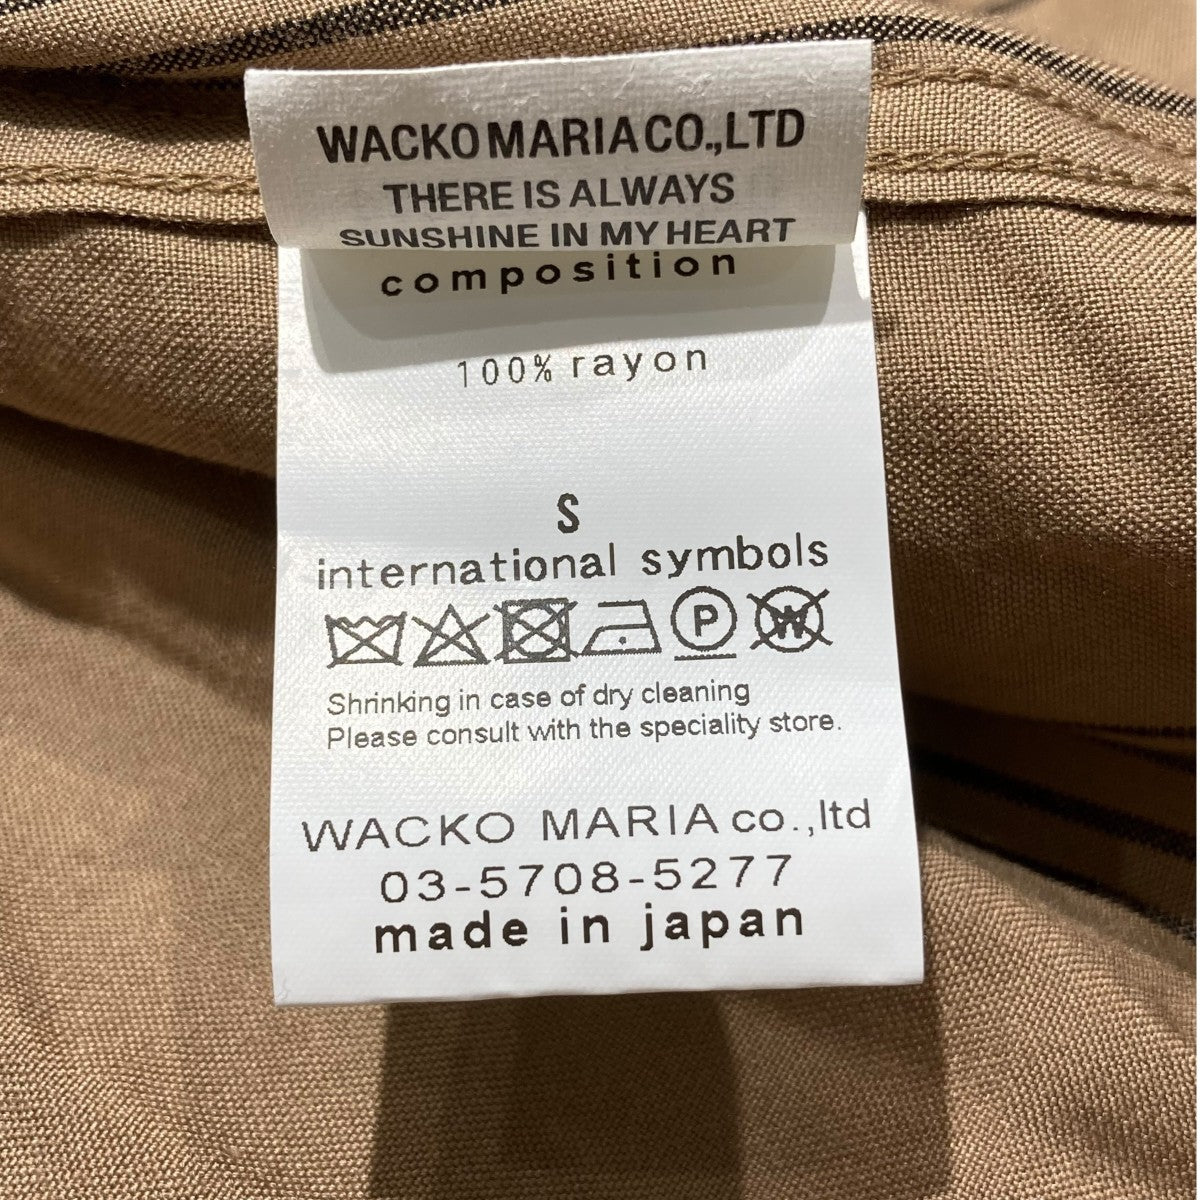 WACKO MARIA CO.,LTD
THERE IS ALWAYS
SUNSHINE IN MY HEART
composition
100% rayon
S
international symbols
P W
Shrinking in case of dry cleaning
Please consult with the speciality store.
WACKO MARIA co.,ltd
03-5708-5277
made in japan